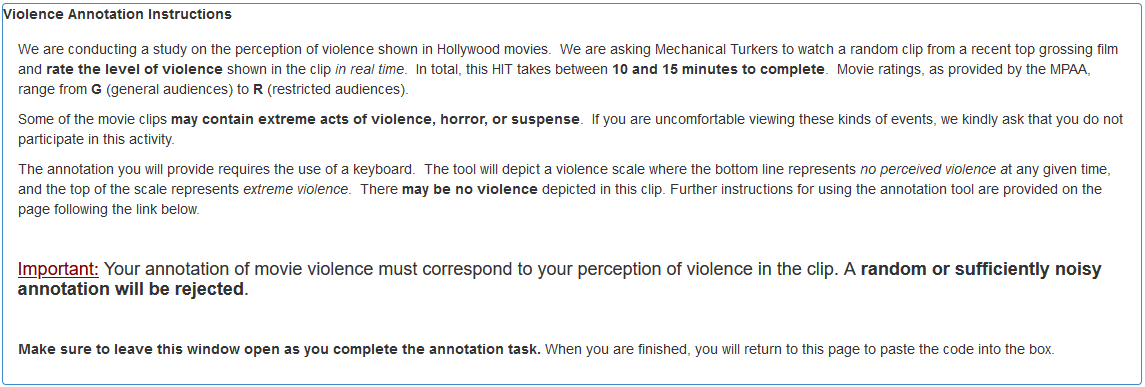 Violence Annotation Instructions
We are conducting a study on the perception of violence shown in Hollywood movies.  We are asking Mechanical Turkers to watch a random clip from a recent top grossing film
and rate the level of violence shown in the clip in real time.  In total, this HIT takes between 10 and 15 minutes to complete.  Movie ratings, as provided by the MPAA,
range from G (general audiences) to R (restricted audiences).
Some of the movie clips may contain extreme acts of violence, horror, or suspense.  If you are uncomfortable viewing these kinds of events, we kindly ask that you do not
participate in this activity.
The annotation you will provide requires the use of a keyboard.  The tool will depict a violence scale where the bottom line represents no perceived violence at any given time,
and the top of the scale represents extreme violence.  There may be no violence depicted in this clip. Further instructions for using the annotation tool are provided on the
page following the link below.
Important: Your annotation of movie violence must correspond to your perception of violence in the clip. A random or sufficiently noisy
annotation will be rejected.
Make sure to leave this window open as you complete the annotation task. When you are finished, you will return to this page to paste the code into the box.